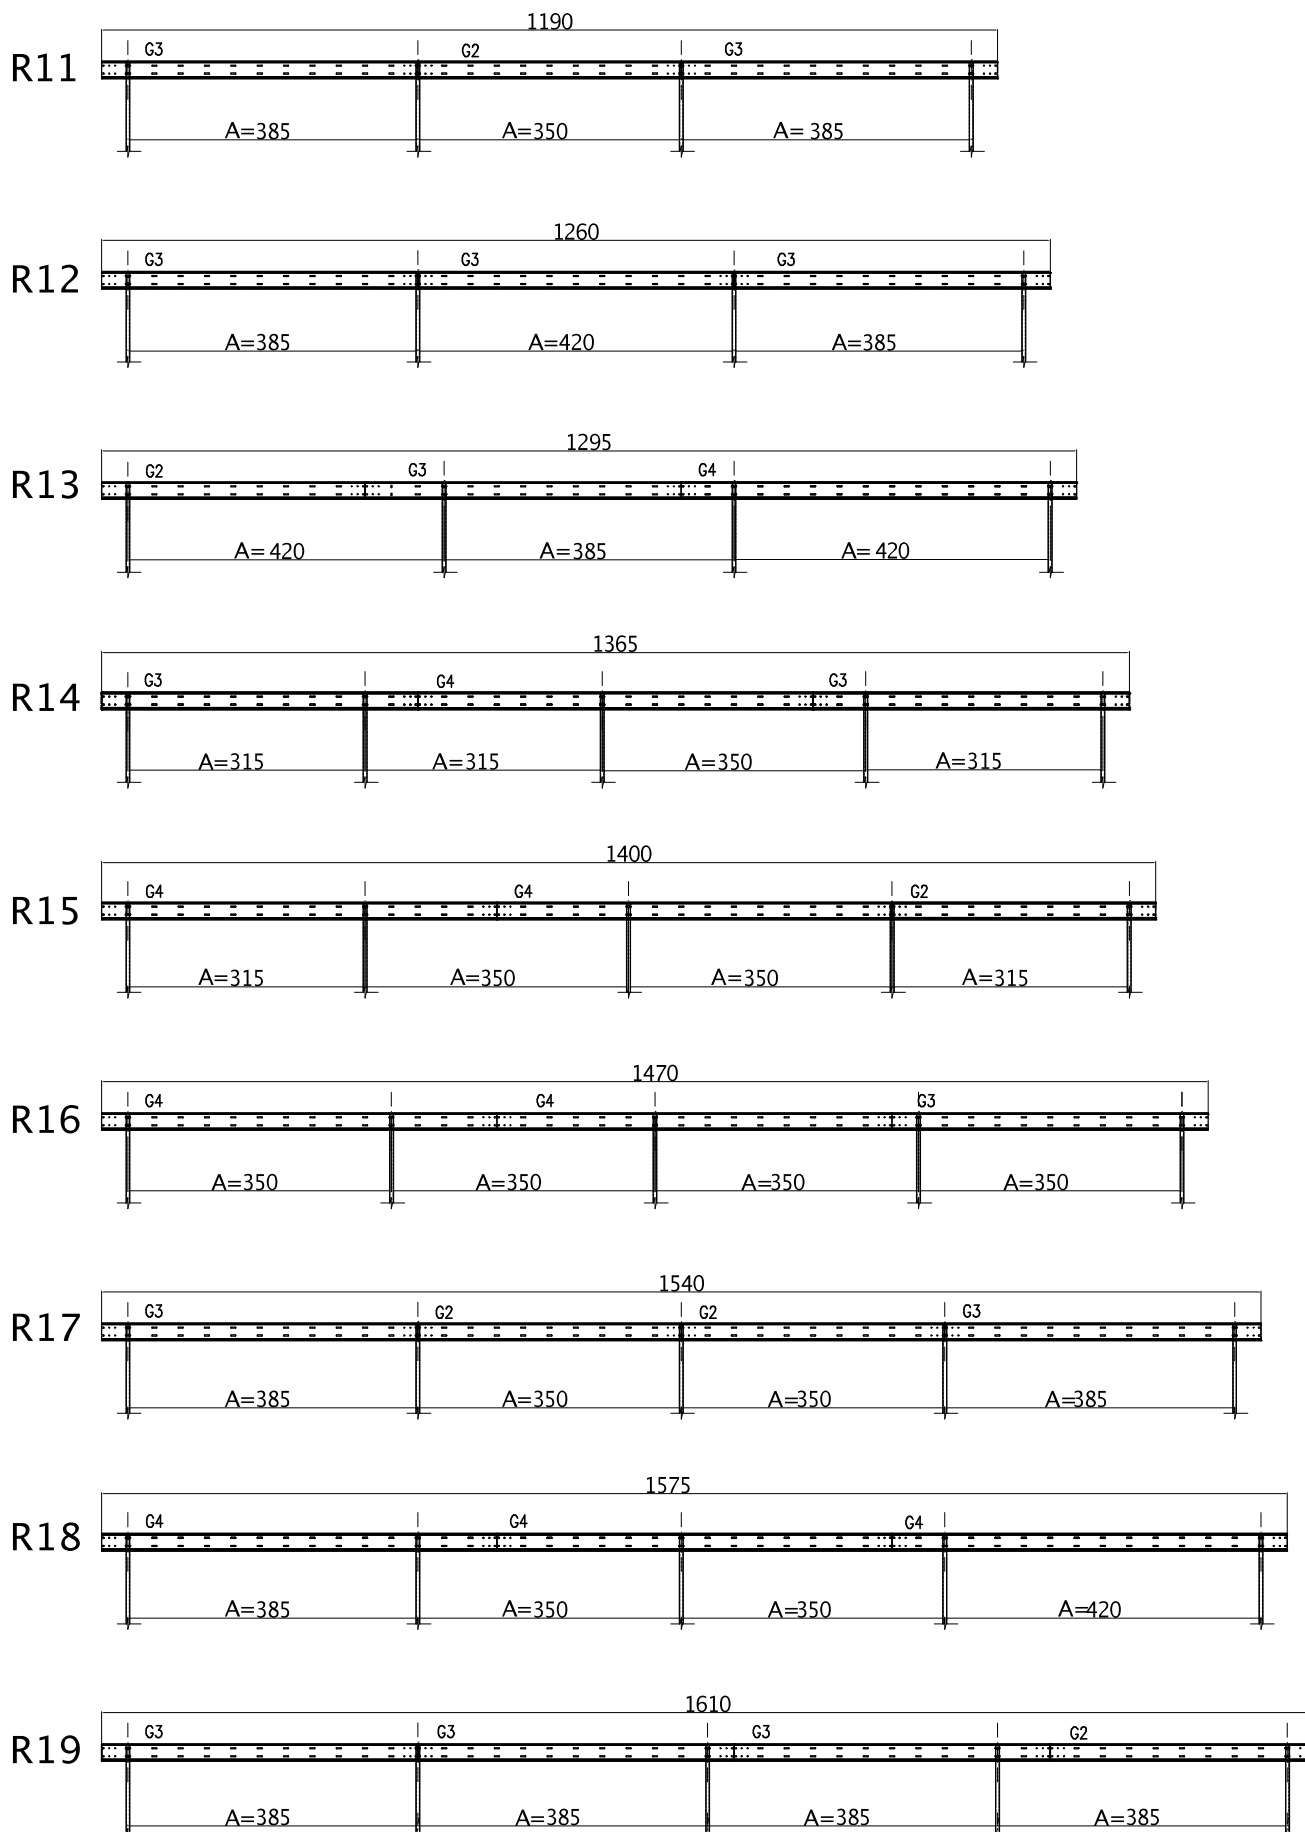 1190
R11 G3 G2 G3
A=385 A=350 A= 385
1260
R12 G3 G3 G3
A=385 A=420 A=385
1295
R13 G2 G3 G4
A= 420 A=385 A= 420
1365
R14 G3 G4 G3
A=315 A=315 A=350 A=315
1400
R15 G4 G4 G2
A=315 A=350 A=350 A=315
1470
R16 G4 G4 G3
A=350 A=350 A=350 A=350
1540
R17 G3 G2 G2 G3
A=385 A=350 A=350 A=385
1575
R18 G4 G4 G4
A=385 A=350 A=350 A=420
1610
R19 G3 G3 G3 G2
A=385 A=385 A=385 A=385